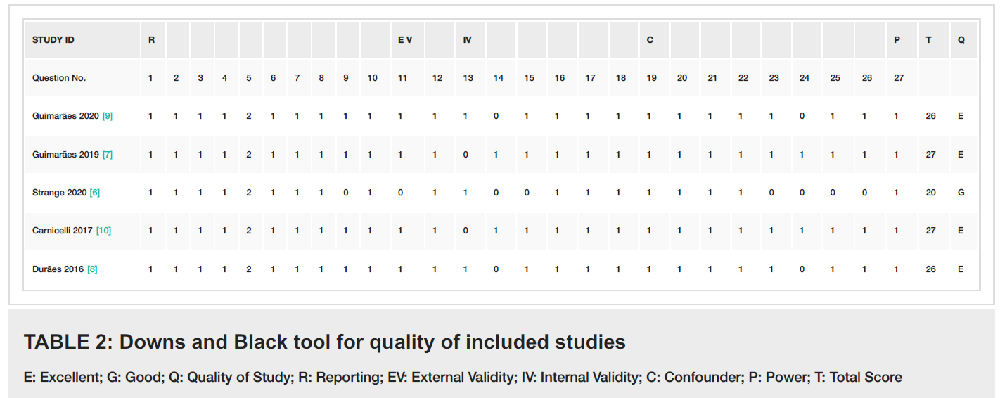 STUDY ID R E V IV C P T Q
Question No. 1 2 3 4 5 6 7 8 9 10 11 12 13 14 15 16 17 18 19 20 21 22 23 24 25 26 27
Guimarães 2020 [9] 1 1 1 1 2 1 1 1 1 1 1 1 1 0 1 1 1 1 1 1 1 1 1 0 1 1 1 26 E
Guimarães 2019 [7] 1 1 1 1 2 1 1 1 1 1 1 1 0 1 1 1 1 1 1 1 1 1 1 1 1 1 1 27 E
Strange 2020 [6] 1 1 1 1 2 1 1 1 0 1 0 1 1 0 0 1 1 1 1 1 1 1 0 0 0 0 1 20 G
Carnicelli 2017 [10] 1 1 1 1 2 1 1 1 1 1 1 1 0 1 1 1 1 1 1 1 1 1 1 1 1 1 1 27 E
Durães 2016 [8] 1 1 1 1 2 1 1 1 1 1 1 1 1 0 1 1 1 1 1 1 1 1 1 0 1 1 1 26 E
TABLE 2: Downs and Black tool for quality of included studies
E: Excellent; G: Good; Q: Quality of Study; R: Reporting; EV: External Validity; IV: Internal Validity; C: Confounder; P: Power; T: Total Score